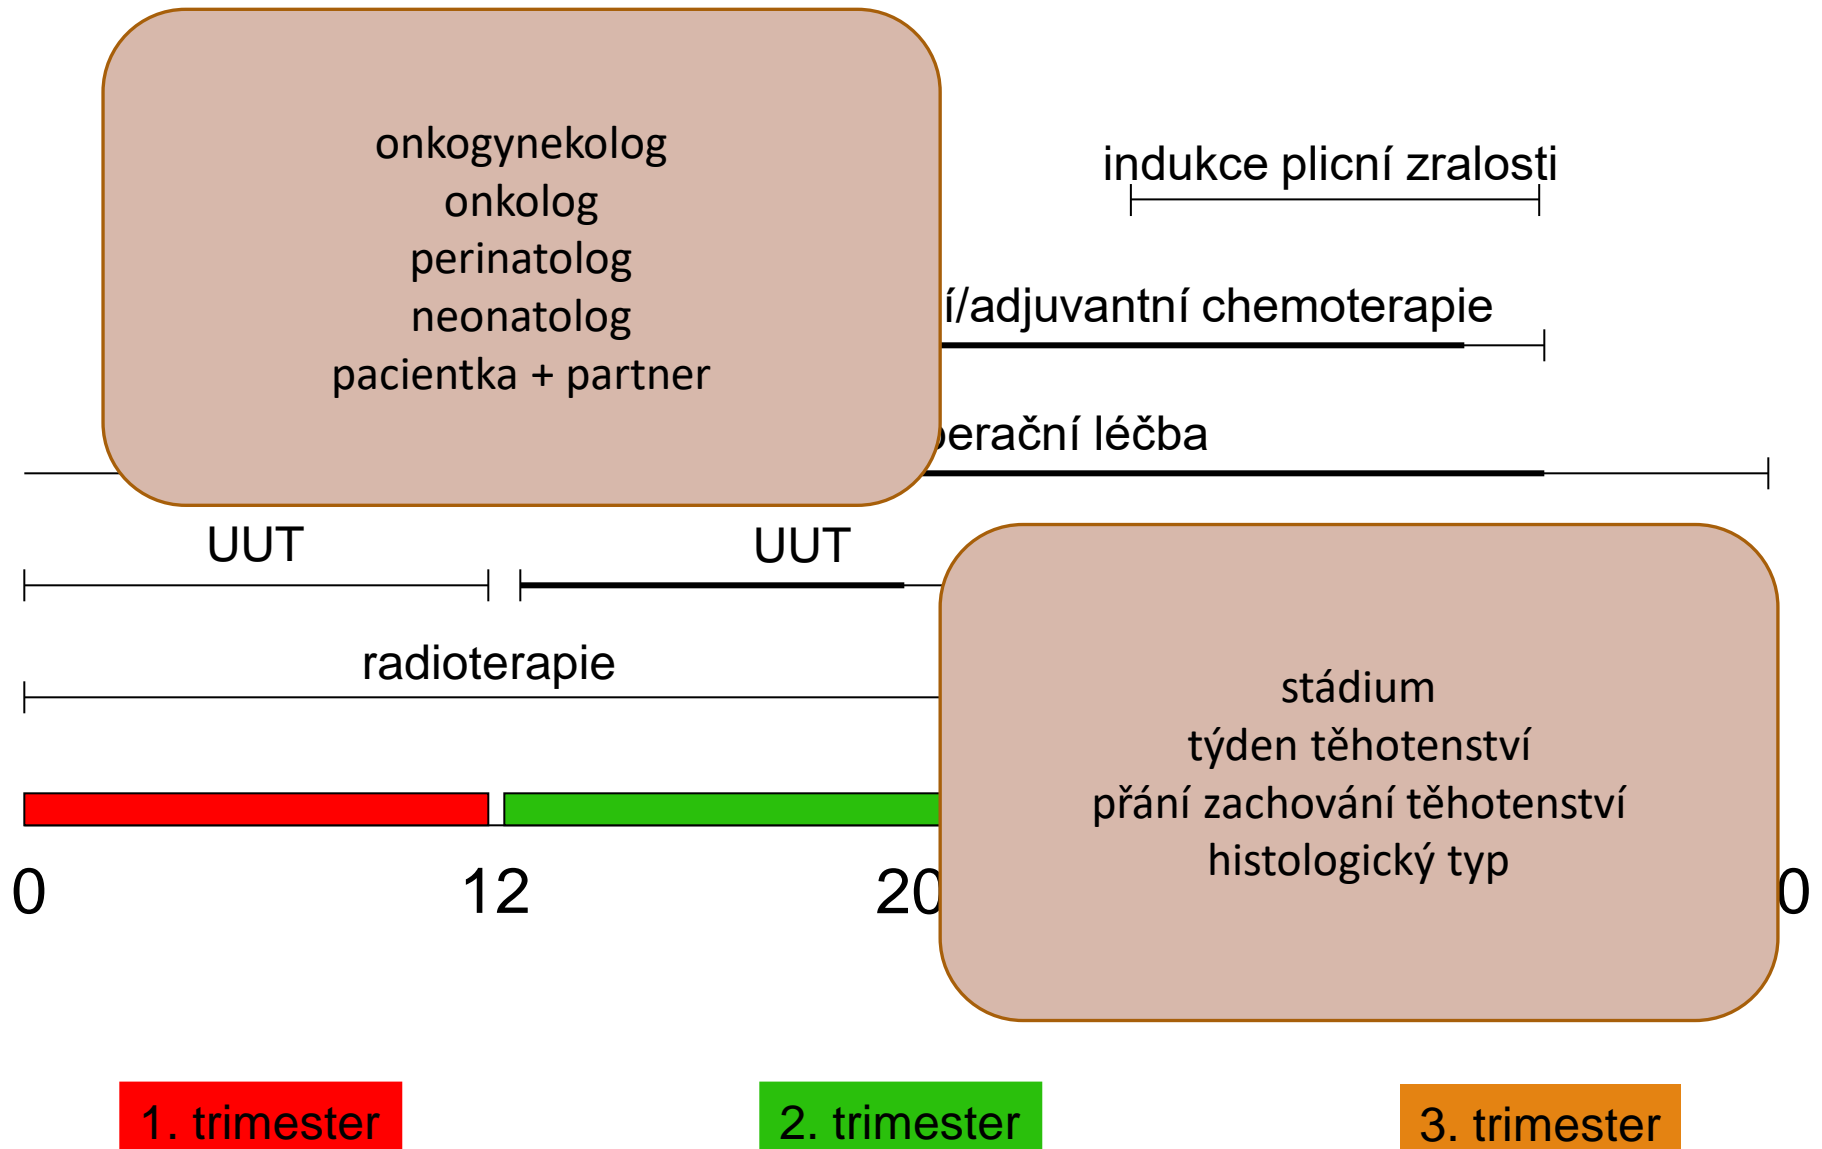 onkogynekolog
onkolog
perinatolog
neonatolog
pacientka + partner
indukce plicní zralosti
í/adjuvantní chemoterapie
perační léčba
UUT
UUT
radioterapie
stádium
týden těhotenství
přání zachování těhotenství
histologický typ
0
12
20
0
1. trimester
2. trimester
3. trimester